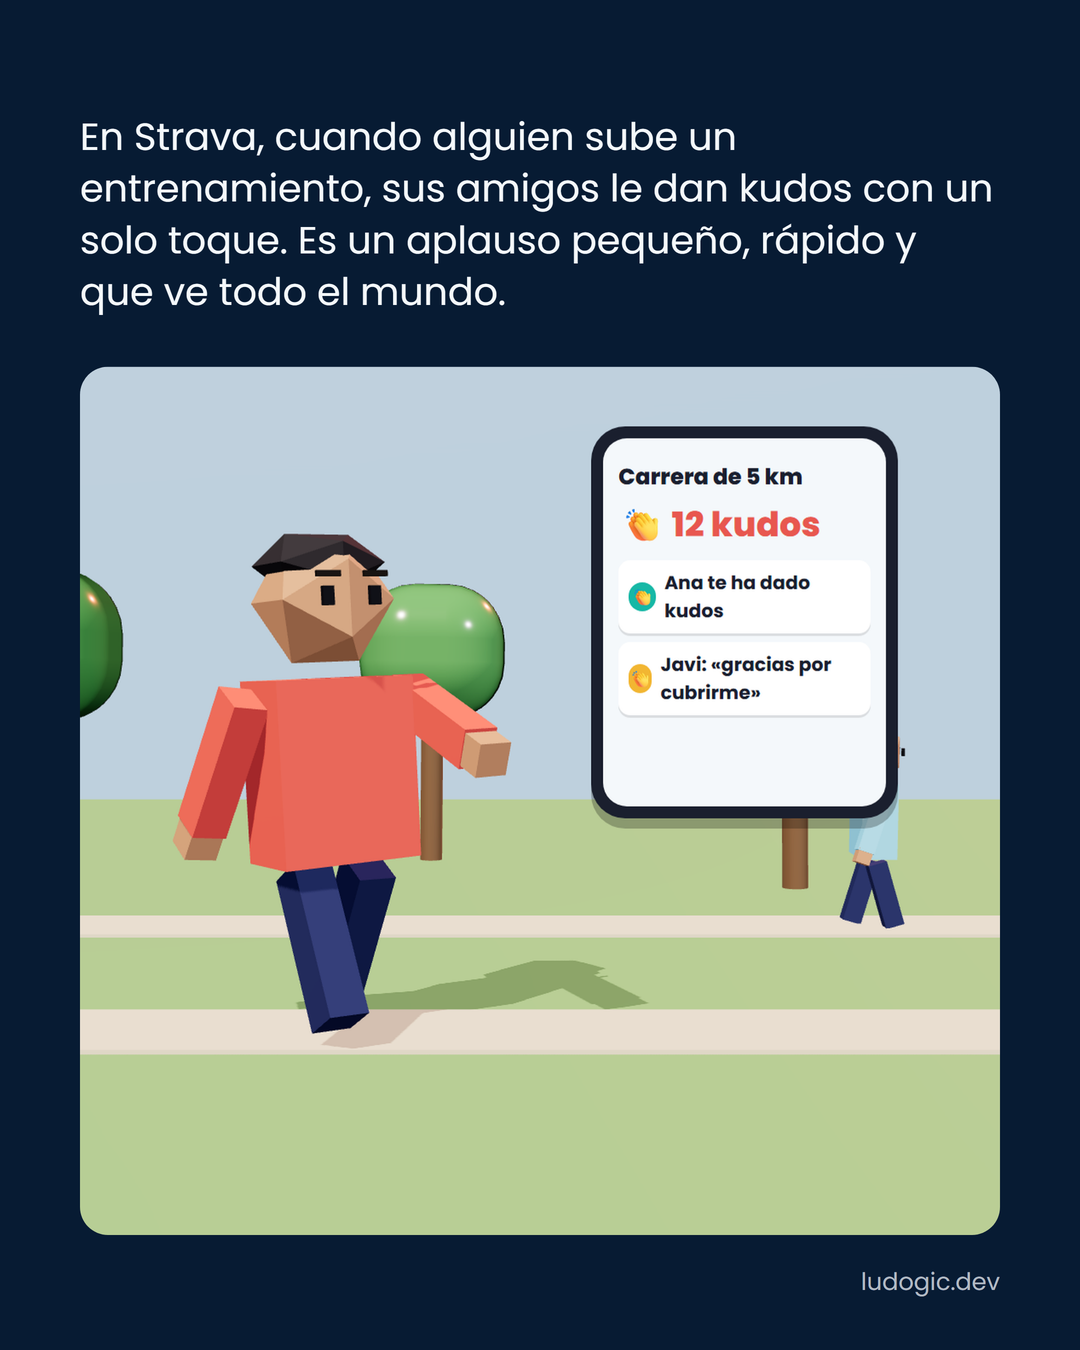 En Strava, cuando alguien sube un
entrenamiento, sus amigos le dan kudos con un
solo toque. Es un aplauso pequeño, rápido y
que ve todo el mundo.
Carrera de 5 km
12 kudos
Ana te ha dado
kudos
Javi: «gracias por
cubrirme»
ludogic.dev